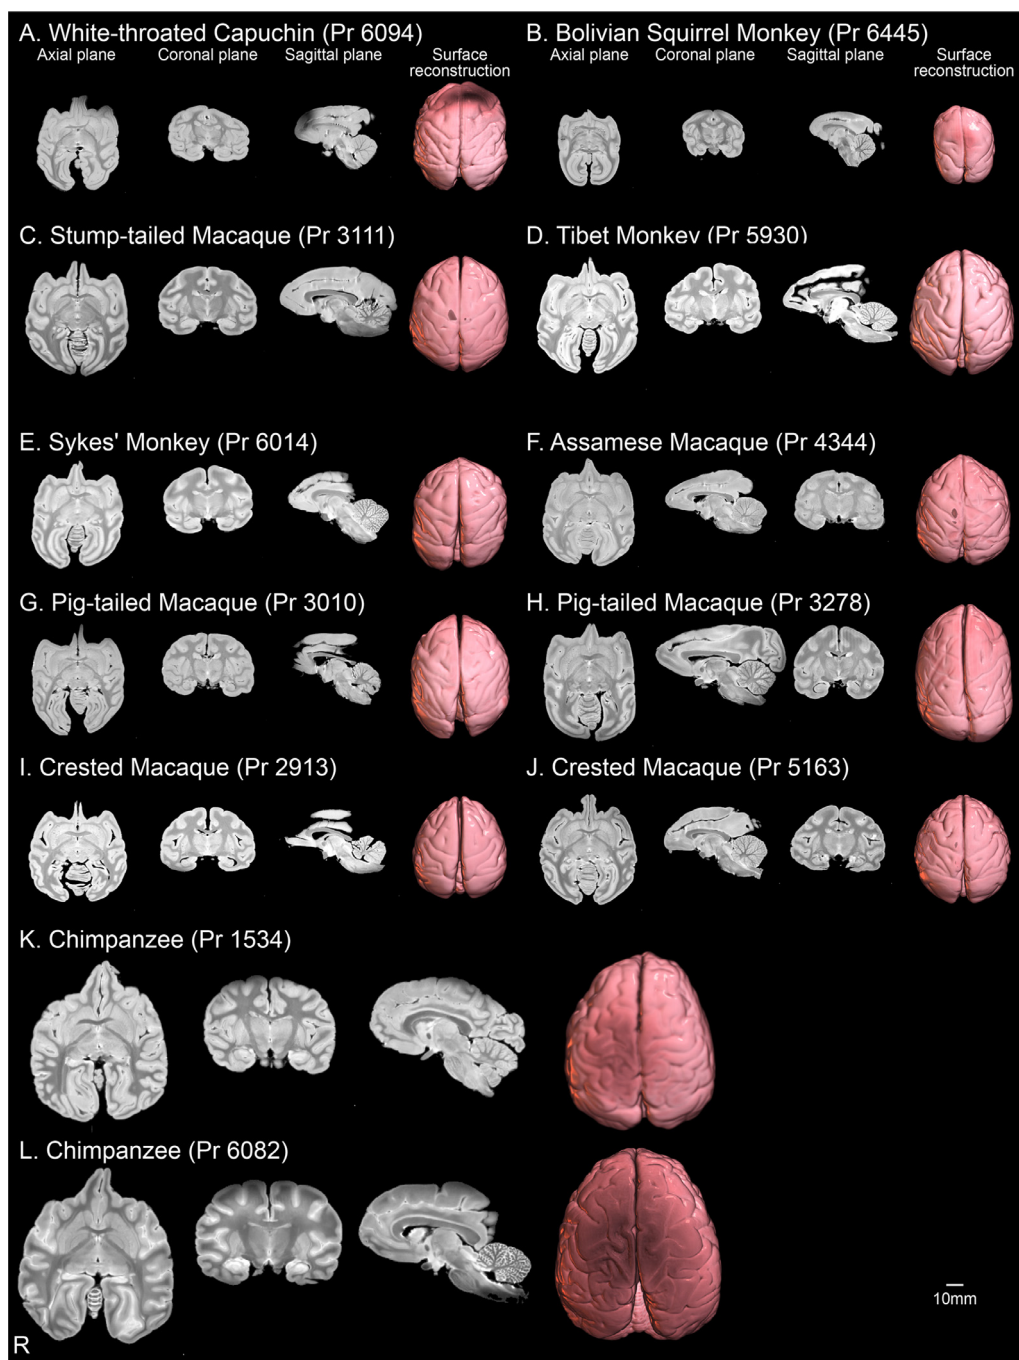 A. White-throated Capuchin (Pr 6094)
Axial plane Coronal plane Sagittal plane Surface reconstruction
B. Bolivian Squirrel Monkey (Pr 6445)
Axial plane Coronal plane Sagittal plane Surface reconstruction
C. Stump-tailed Macaque (Pr 3111)
D. Tibet Monkey (Pr 5930)
E. Sykes' Monkey (Pr 6014)
F. Assamese Macaque (Pr 4344)
G. Pig-tailed Macaque (Pr 3010)
H. Pig-tailed Macaque (Pr 3278)
I. Crested Macaque (Pr 2913)
J. Crested Macaque (Pr 5163)
K. Chimpanzee (Pr 1534)
L. Chimpanzee (Pr 6082)
10mm
R